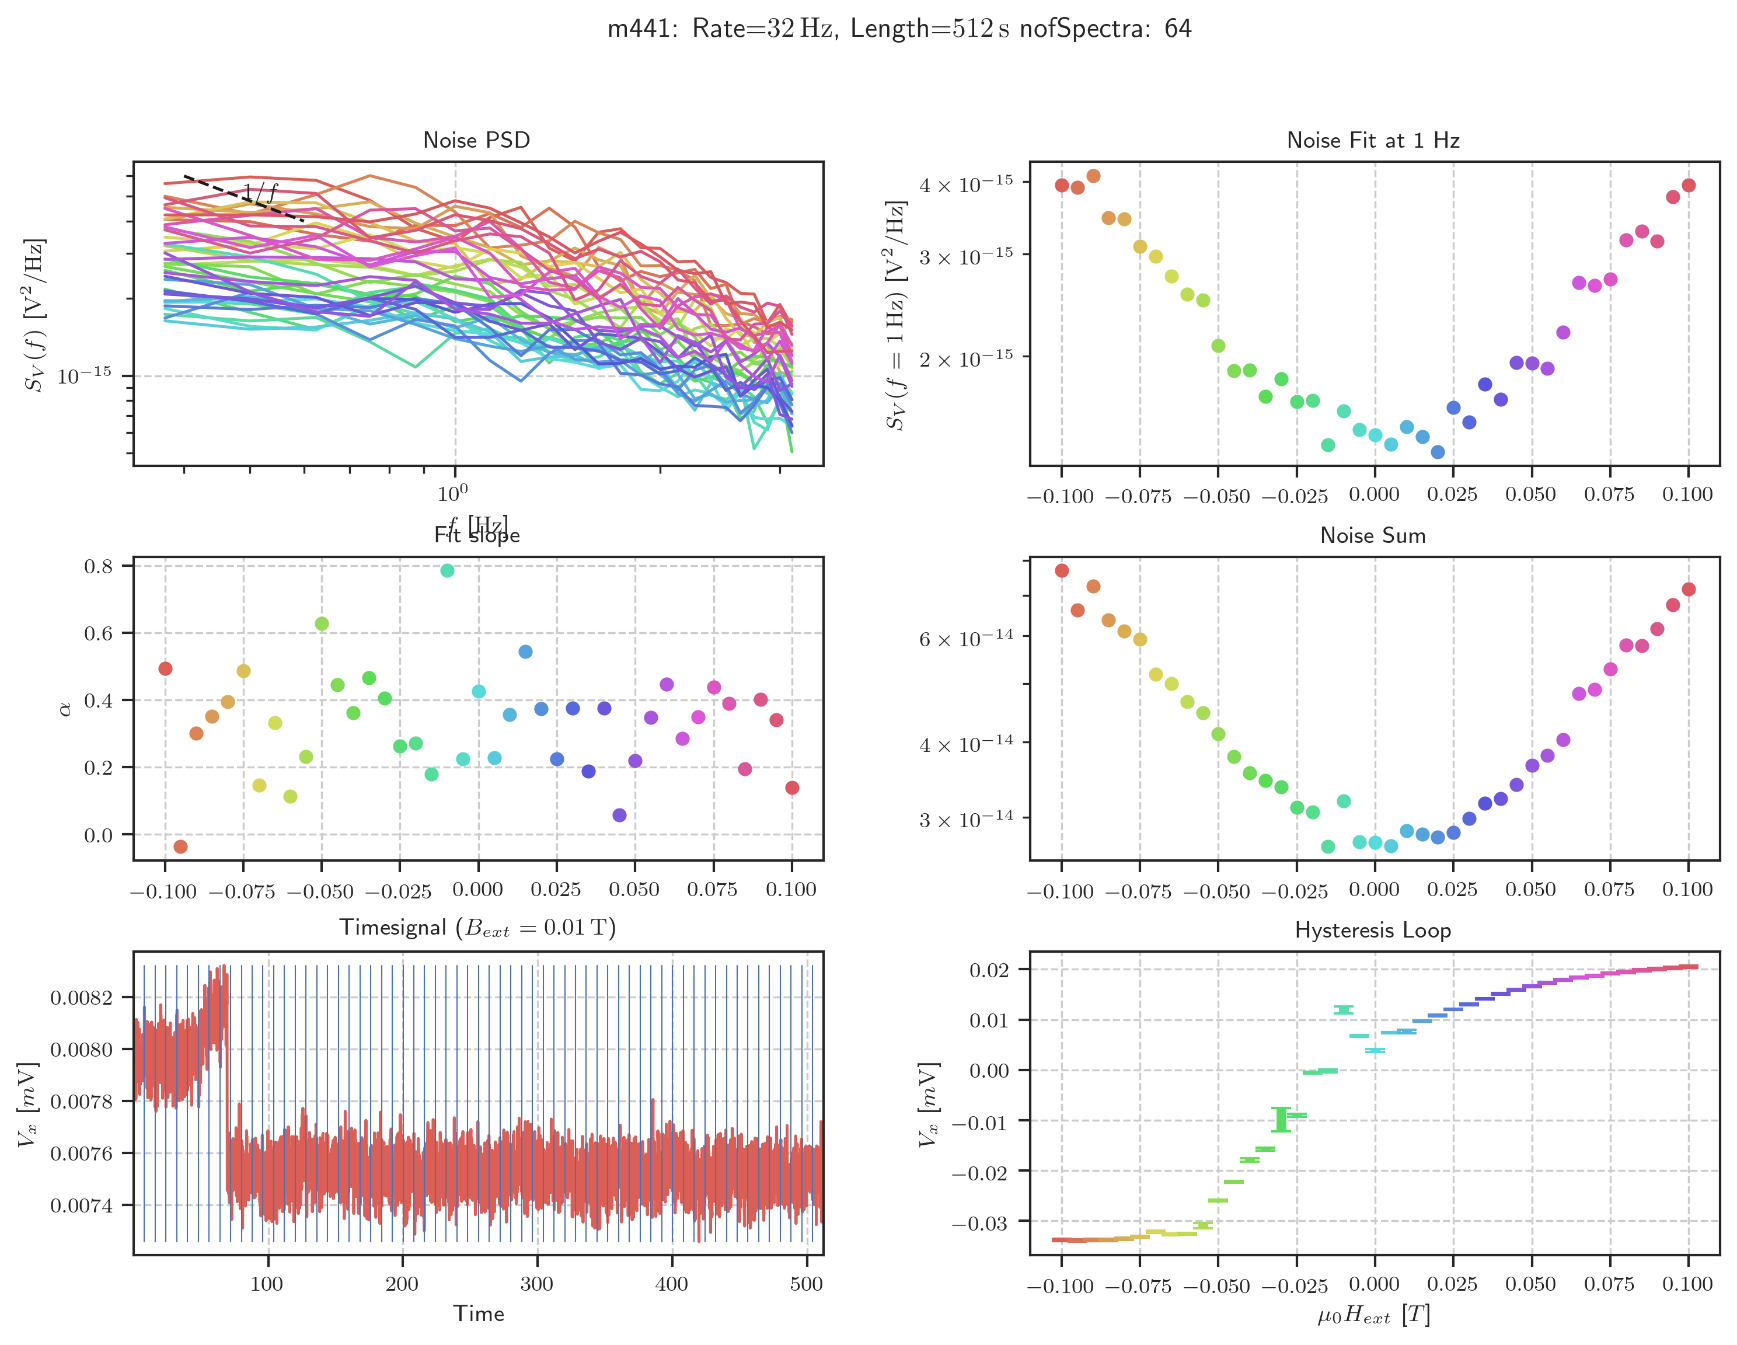 m441: Rate=32 Hz, Length=512 s nofSpectra: 64
Noise PSD
1/f
S_V(f) [V²/Hz]
10⁻¹⁵
10⁰
f [Hz]
Noise Fit at 1 Hz
S_V(f = 1 Hz) [V²/Hz]
4 × 10⁻¹⁵
3 × 10⁻¹⁵
2 × 10⁻¹⁵
−0.100 −0.075 −0.050 −0.025 0.000 0.025 0.050 0.075 0.100
Fit slope
α
0.8
0.6
0.4
0.2
0.0
−0.100 −0.075 −0.050 −0.025 0.000 0.025 0.050 0.075 0.100
Noise Sum
6 × 10⁻¹⁴
4 × 10⁻¹⁴
3 × 10⁻¹⁴
−0.100 −0.075 −0.050 −0.025 0.000 0.025 0.050 0.075 0.100
Timesignal (B_ext = 0.01 T)
V_x [mV]
0.0082
0.0080
0.0078
0.0076
0.0074
100 200 300 400 500
Time
Hysteresis Loop
V_x [mV]
0.02
0.01
0.00
−0.01
−0.02
−0.03
−0.100 −0.075 −0.050 −0.025 0.000 0.025 0.050 0.075 0.100
μ₀H_ext [T]